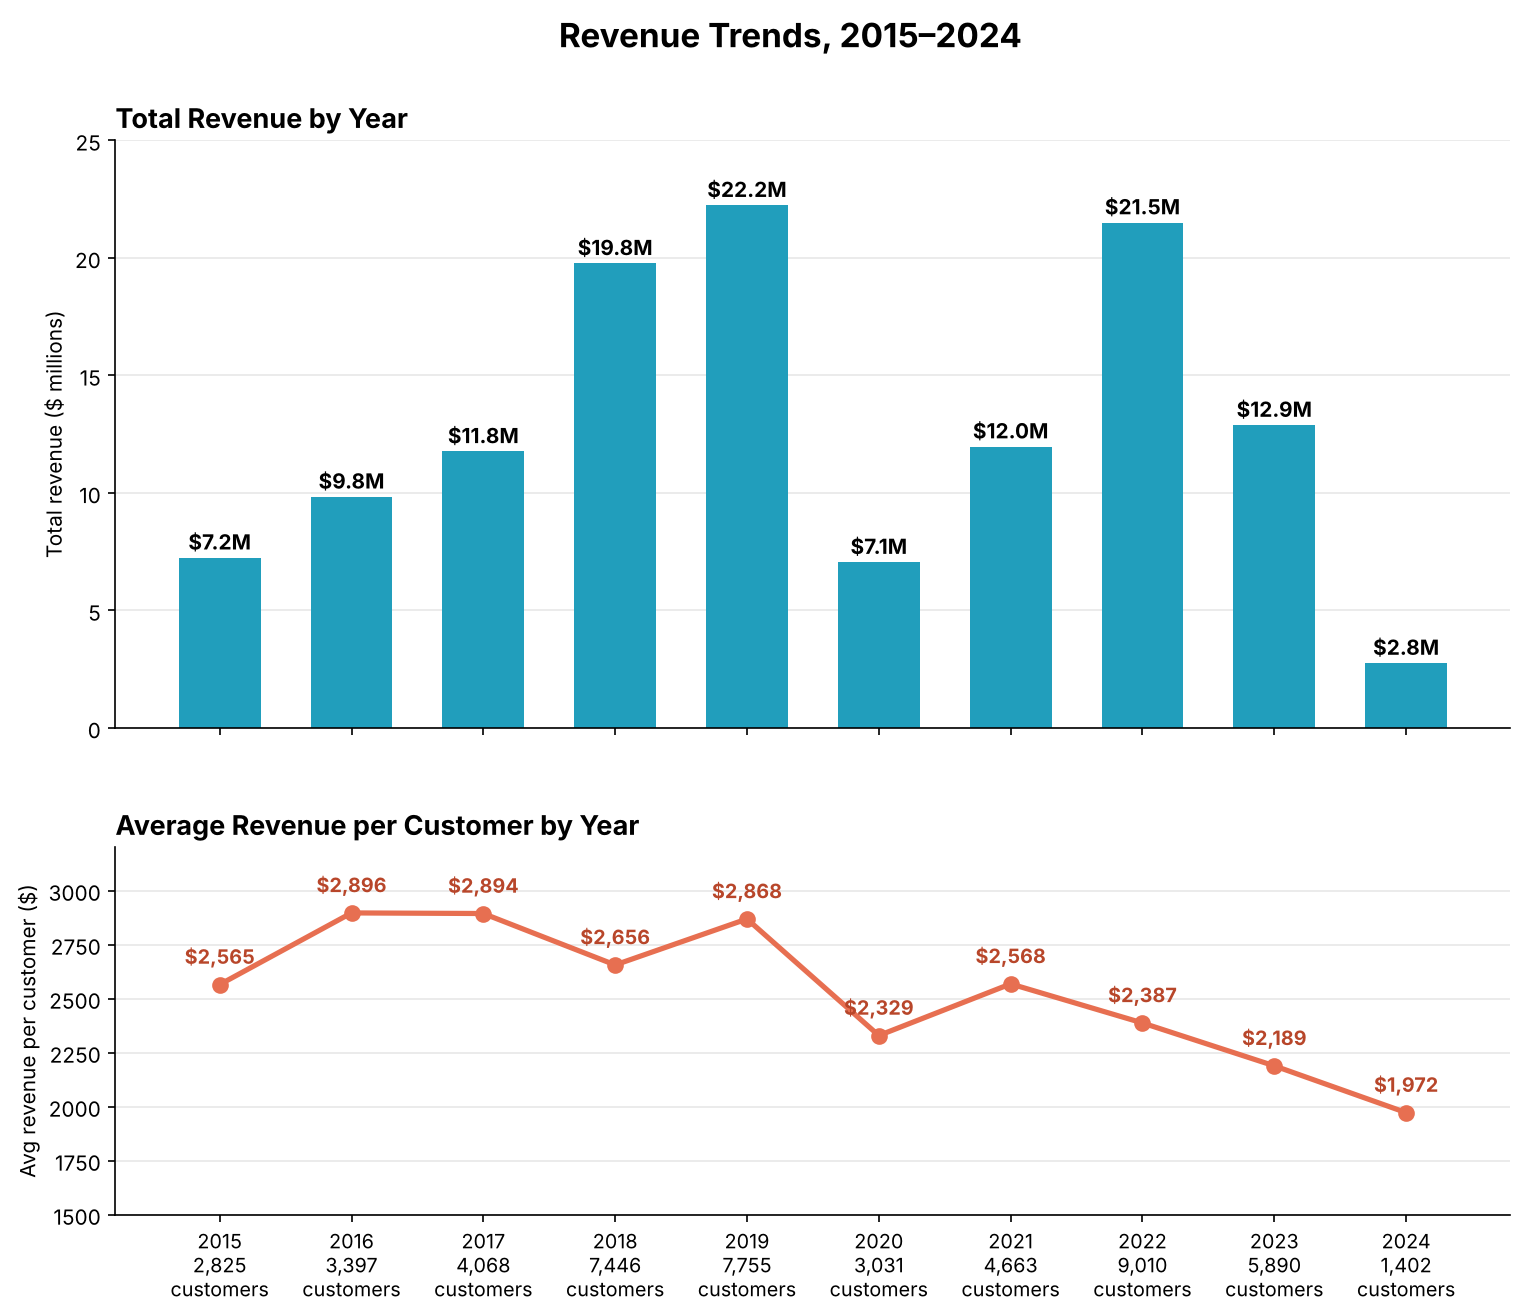 Revenue Trends, 2015–2024
Total Revenue by Year
Total revenue ($ millions)
25
20
15
10
5
0
$7.2M
$9.8M
$11.8M
$19.8M
$22.2M
$7.1M
$12.0M
$21.5M
$12.9M
$2.8M
Average Revenue per Customer by Year
Avg revenue per customer ($)
3000
2750
2500
2250
2000
1750
1500
$2,565
$2,896
$2,894
$2,656
$2,868
$2,329
$2,568
$2,387
$2,189
$1,972
2015
2,825
customers
2016
3,397
customers
2017
4,068
customers
2018
7,446
customers
2019
7,755
customers
2020
3,031
customers
2021
4,663
customers
2022
9,010
customers
2023
5,890
customers
2024
1,402
customers